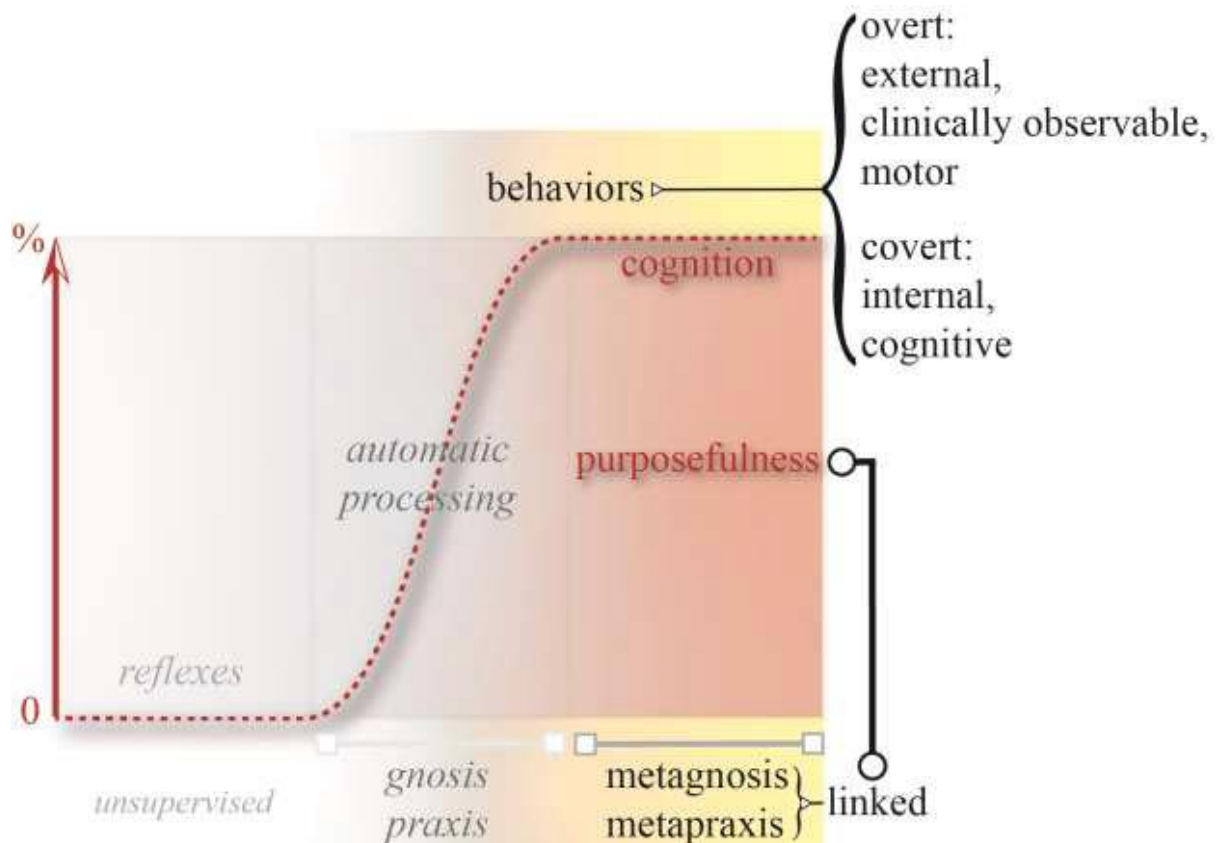 overt:
external,
clinically observable,
motor
behaviors
covert:
internal,
cognitive
%
cognition
automatic
processing
purposefulness
reflexes
0
unsupervised
gnosis
praxis
metagnosis
metapraxis
linked